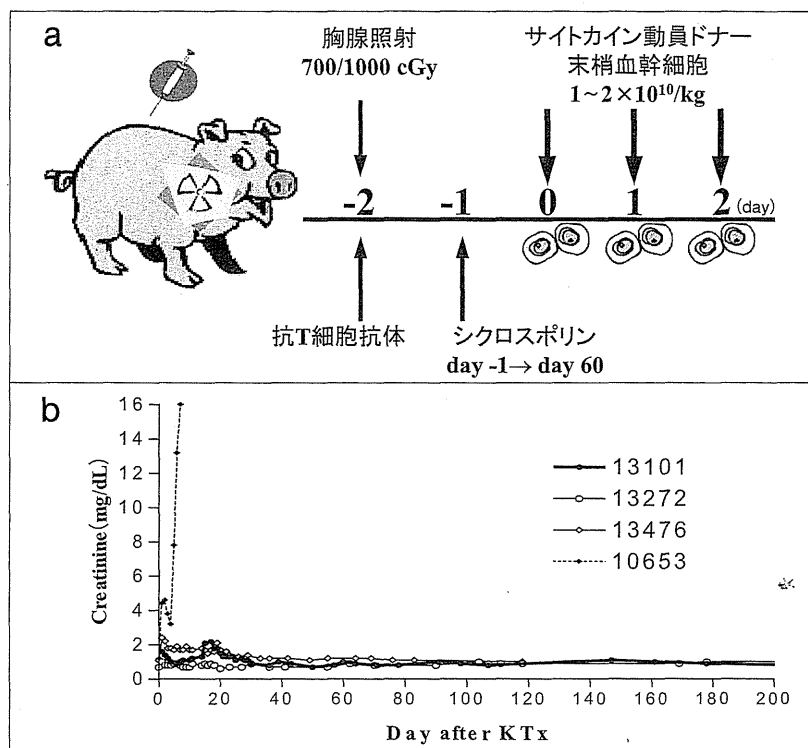 a
胸腺照射
700/1000 cGy
サイトカイン動員ドナー
末梢血幹細胞
1~2×10¹⁰/kg
-2 -1 0 1 2 (day)
抗T細胞抗体
シクロスポリン
day -1→ day 60
b
Creatinine(mg/dL)
16
14
12
10
8
6
4
2
0
13101
13272
13476
10653
0 20 40 60 80 100 120 140 160 180 200
Day after KTx